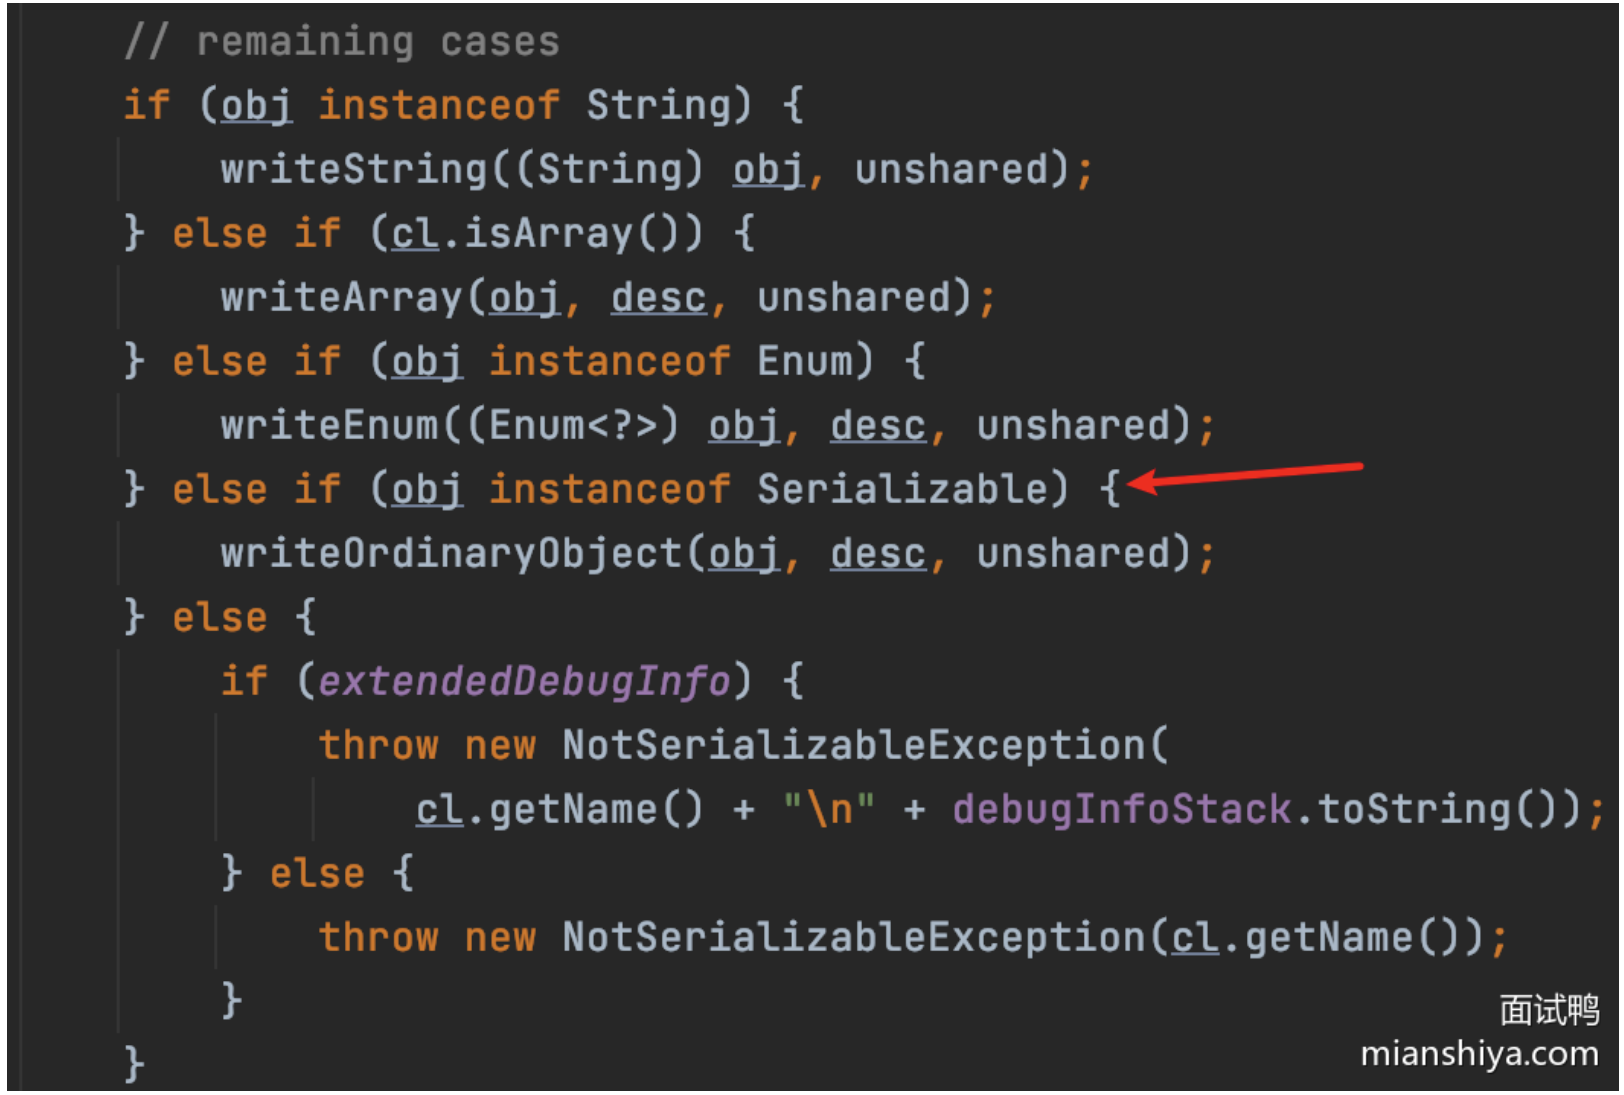 // remaining cases
if (obj instanceof String) {
    writeString((String) obj, unshared);
} else if (cl.isArray()) {
    writeArray(obj, desc, unshared);
} else if (obj instanceof Enum) {
    writeEnum((Enum<?>) obj, desc, unshared);
} else if (obj instanceof Serializable) {
    writeOrdinaryObject(obj, desc, unshared);
} else {
    if (extendedDebugInfo) {
        throw new NotSerializableException(
            cl.getName() + "\n" + debugInfoStack.toString());
    } else {
        throw new NotSerializableException(cl.getName());
    }
}
面试鸭
mianshiya.com